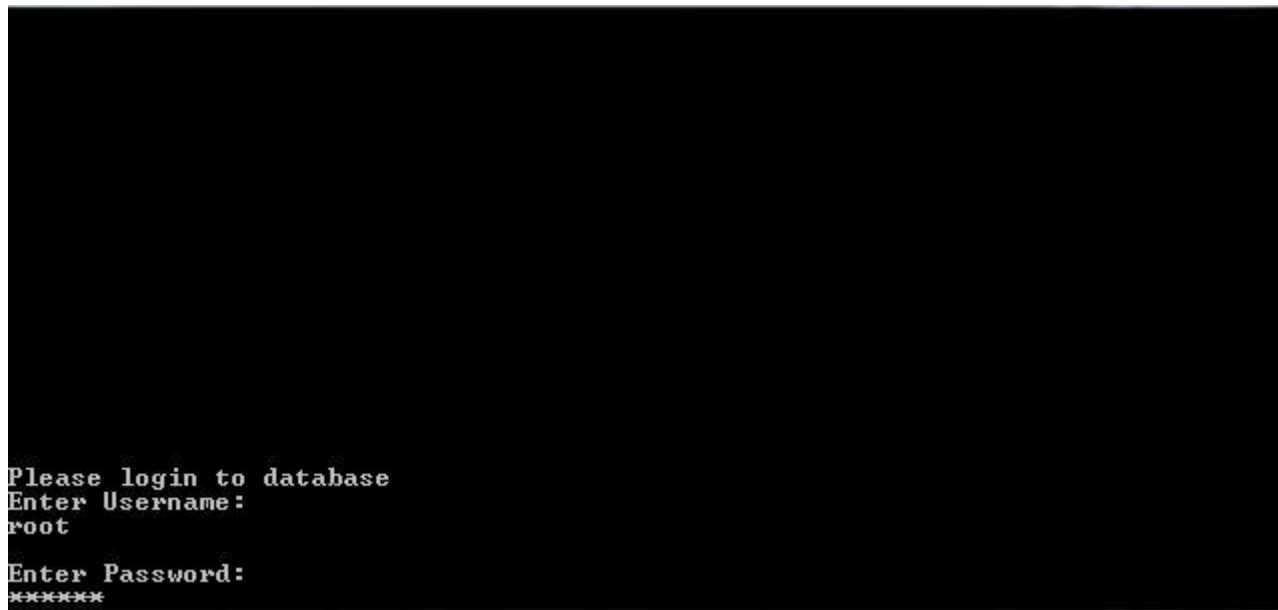 Please login to database
Enter Username:
root
Enter Password:
******